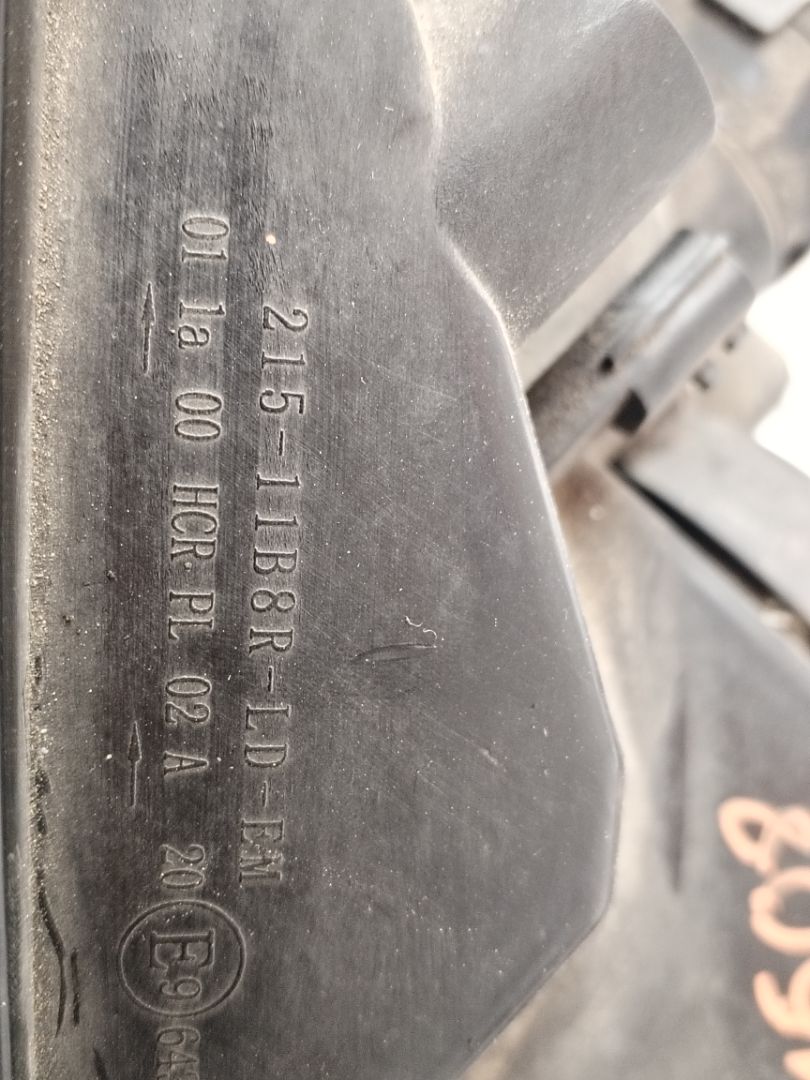 215-11B8R-LD-EM
01 1a 00 HCR·PL 02 A 20 E9